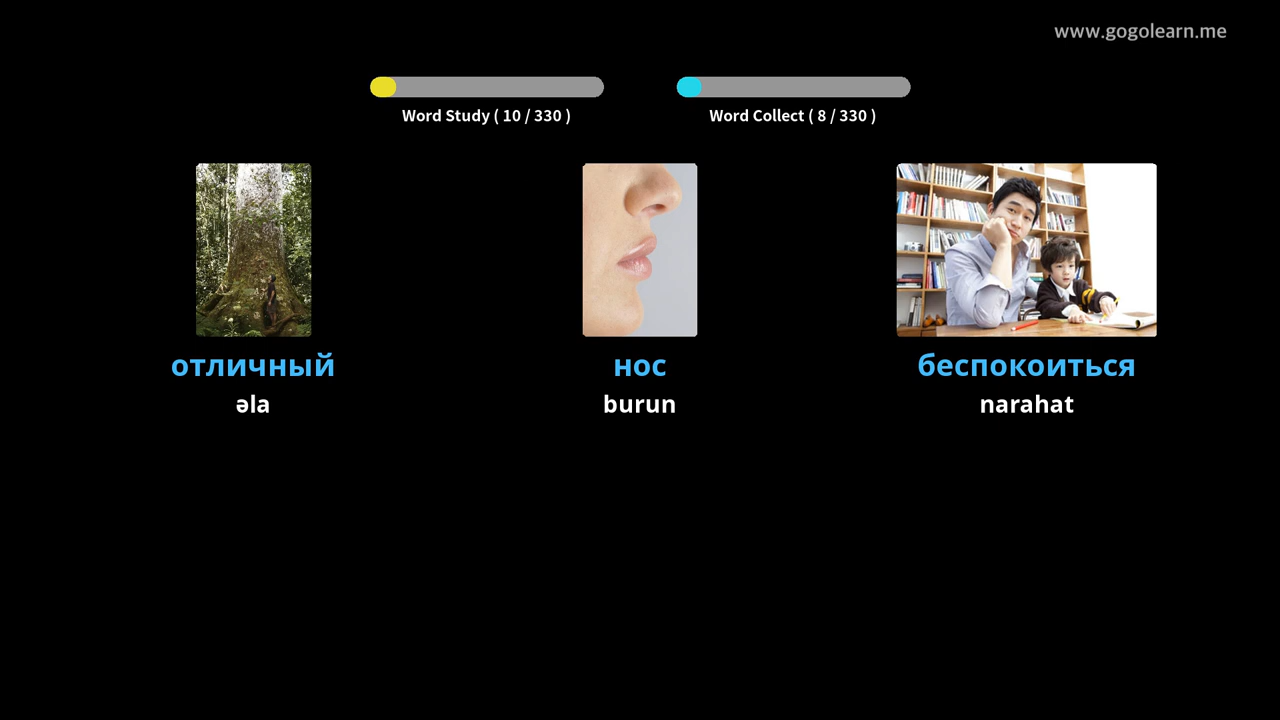 www.gogolearn.me
Word Study ( 10 / 330 )
Word Collect ( 8 / 330 )
отличный
əla
нос
burun
беспокоиться
narahat